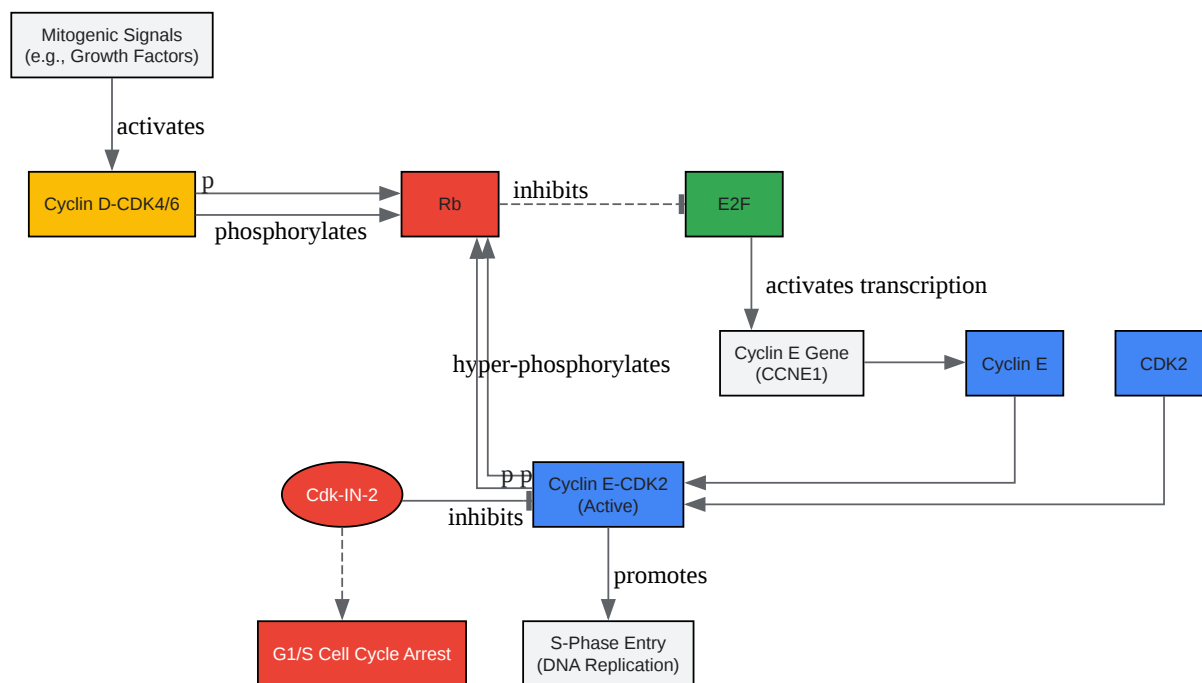 Mitogenic Signals
(e.g., Growth Factors)
activates
Cyclin D-CDK4/6
p
phosphorylates
Rb
inhibits
E2F
activates transcription
Cyclin E Gene
(CCNE1)
Cyclin E
CDK2
hyper-phosphorylates
p p
Cdk-IN-2
inhibits
Cyclin E-CDK2
(Active)
promotes
G1/S Cell Cycle Arrest
S-Phase Entry
(DNA Replication)